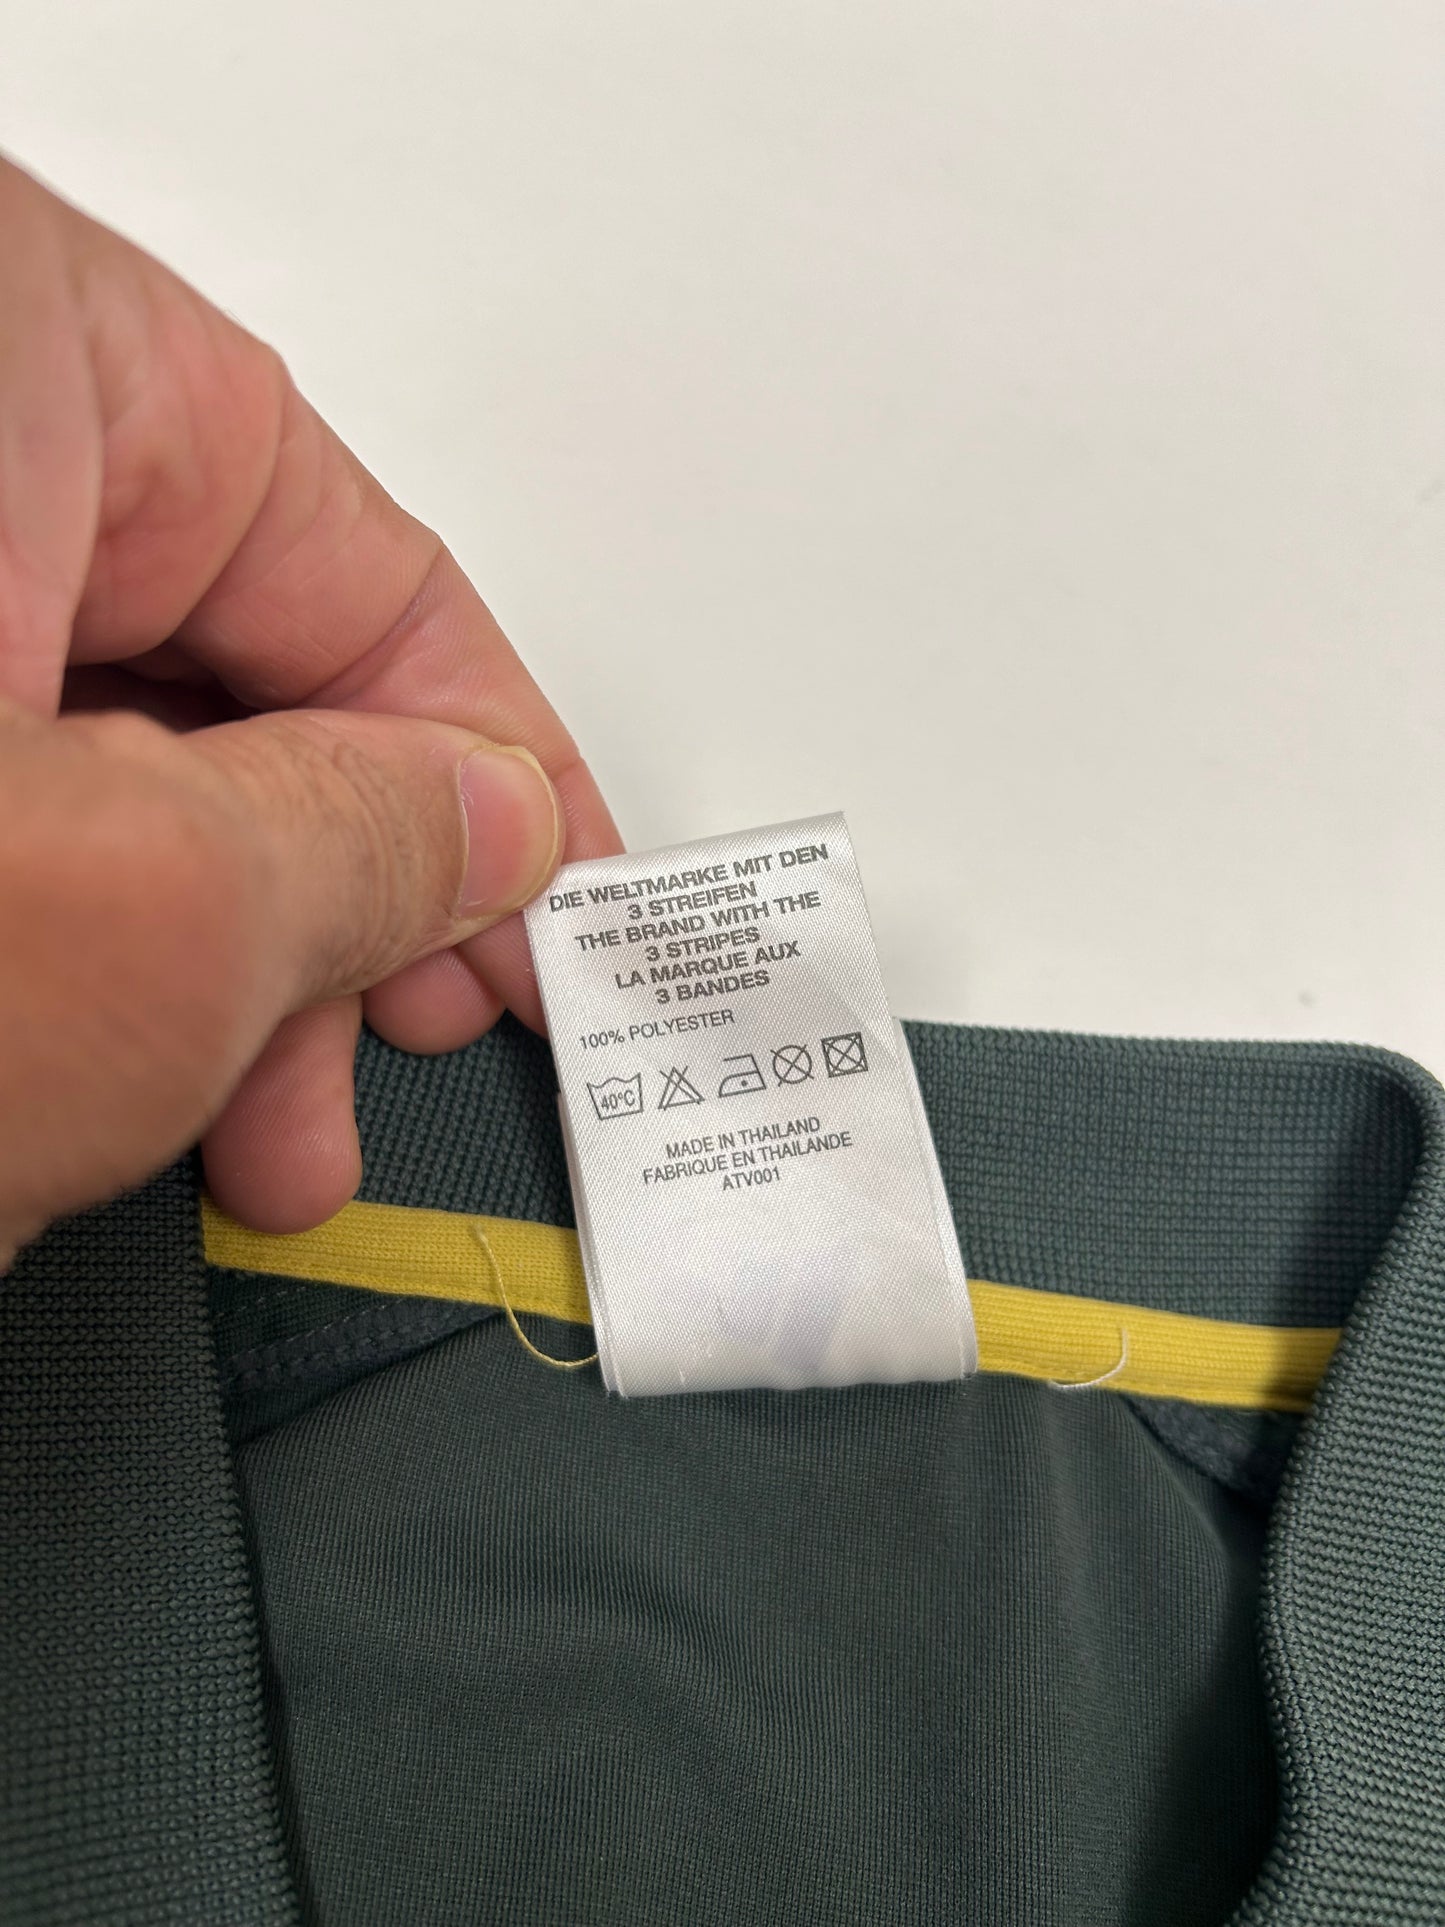 DIE WELTMARKE MIT DEN
3 STREIFEN
THE BRAND WITH THE
3 STRIPES
LA MARQUE AUX
3 BANDES
100% POLYESTER
40°C
MADE IN THAILAND
FABRIQUE EN THAILANDE
ATV001